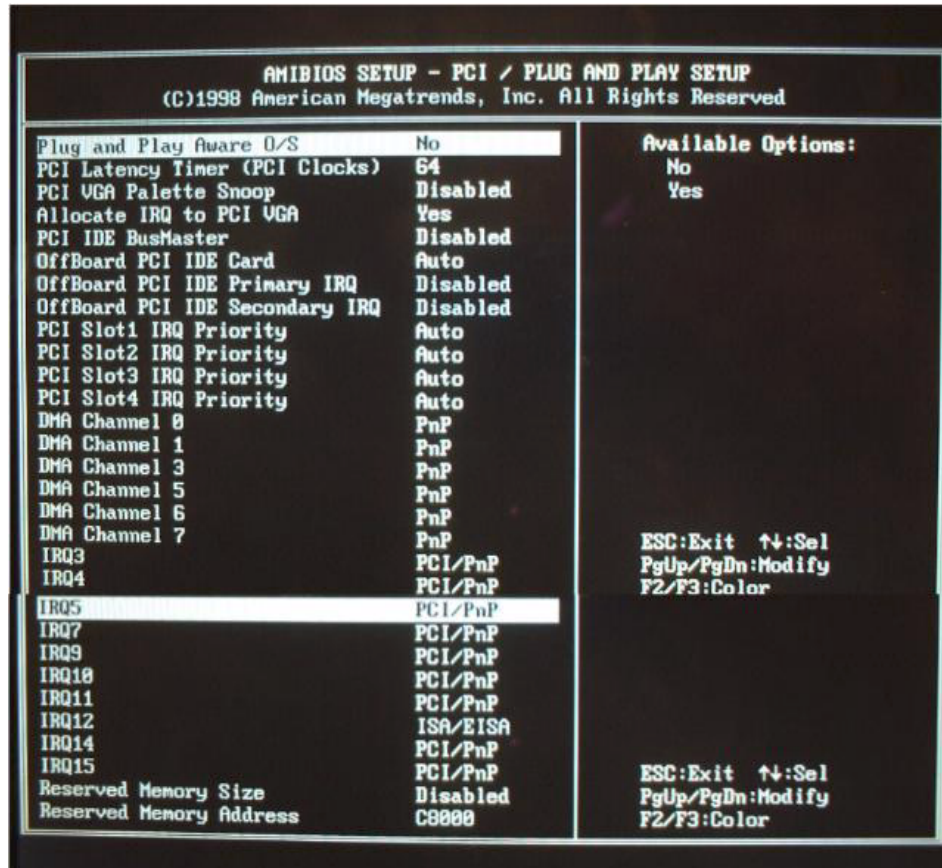 AMIBIOS SETUP - PCI / PLUG AND PLAY SETUP
(C)1998 American Megatrends, Inc. All Rights Reserved
Plug and Play Aware O/S No
PCI Latency Timer (PCI Clocks) 64
PCI VGA Palette Snoop Disabled
Allocate IRQ to PCI VGA Yes
PCI IDE BusMaster Disabled
OffBoard PCI IDE Card Auto
OffBoard PCI IDE Primary IRQ Disabled
OffBoard PCI IDE Secondary IRQ Disabled
PCI Slot1 IRQ Priority Auto
PCI Slot2 IRQ Priority Auto
PCI Slot3 IRQ Priority Auto
PCI Slot4 IRQ Priority Auto
DMA Channel 0 PnP
DMA Channel 1 PnP
DMA Channel 3 PnP
DMA Channel 5 PnP
DMA Channel 6 PnP
DMA Channel 7 PnP
IRQ3 PCI/PnP
IRQ4 PCI/PnP
Available Options:
No
Yes
ESC:Exit ↑↓:Sel
PgUp/PgDn:Modify
F2/F3:Color
IRQ5 PCI/PnP
IRQ7 PCI/PnP
IRQ9 PCI/PnP
IRQ10 PCI/PnP
IRQ11 PCI/PnP
IRQ12 ISA/EISA
IRQ14 PCI/PnP
IRQ15 PCI/PnP
Reserved Memory Size Disabled
Reserved Memory Address C8000
ESC:Exit ↑↓:Sel
PgUp/PgDn:Modify
F2/F3:Color